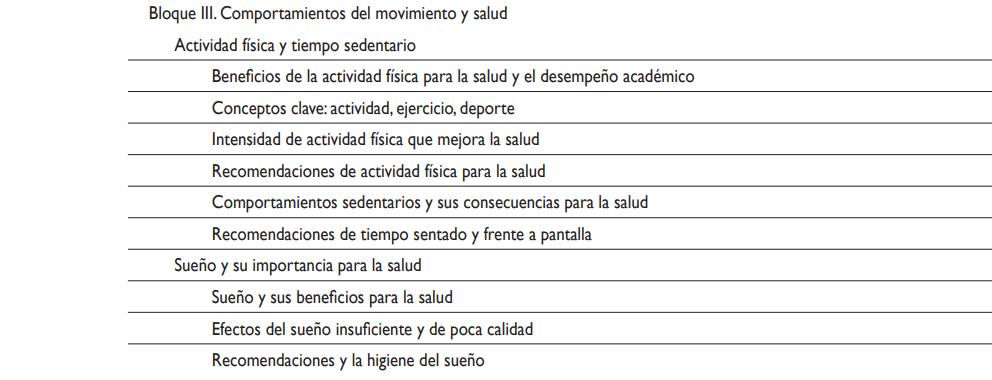 Bloque III. Comportamientos del movimiento y salud
Actividad física y tiempo sedentario
Beneficios de la actividad física para la salud y el desempeño académico
Conceptos clave: actividad, ejercicio, deporte
Intensidad de actividad física que mejora la salud
Recomendaciones de actividad física para la salud
Comportamientos sedentarios y sus consecuencias para la salud
Recomendaciones de tiempo sentado y frente a pantalla
Sueño y su importancia para la salud
Sueño y sus beneficios para la salud
Efectos del sueño insuficiente y de poca calidad
Recomendaciones y la higiene del sueño